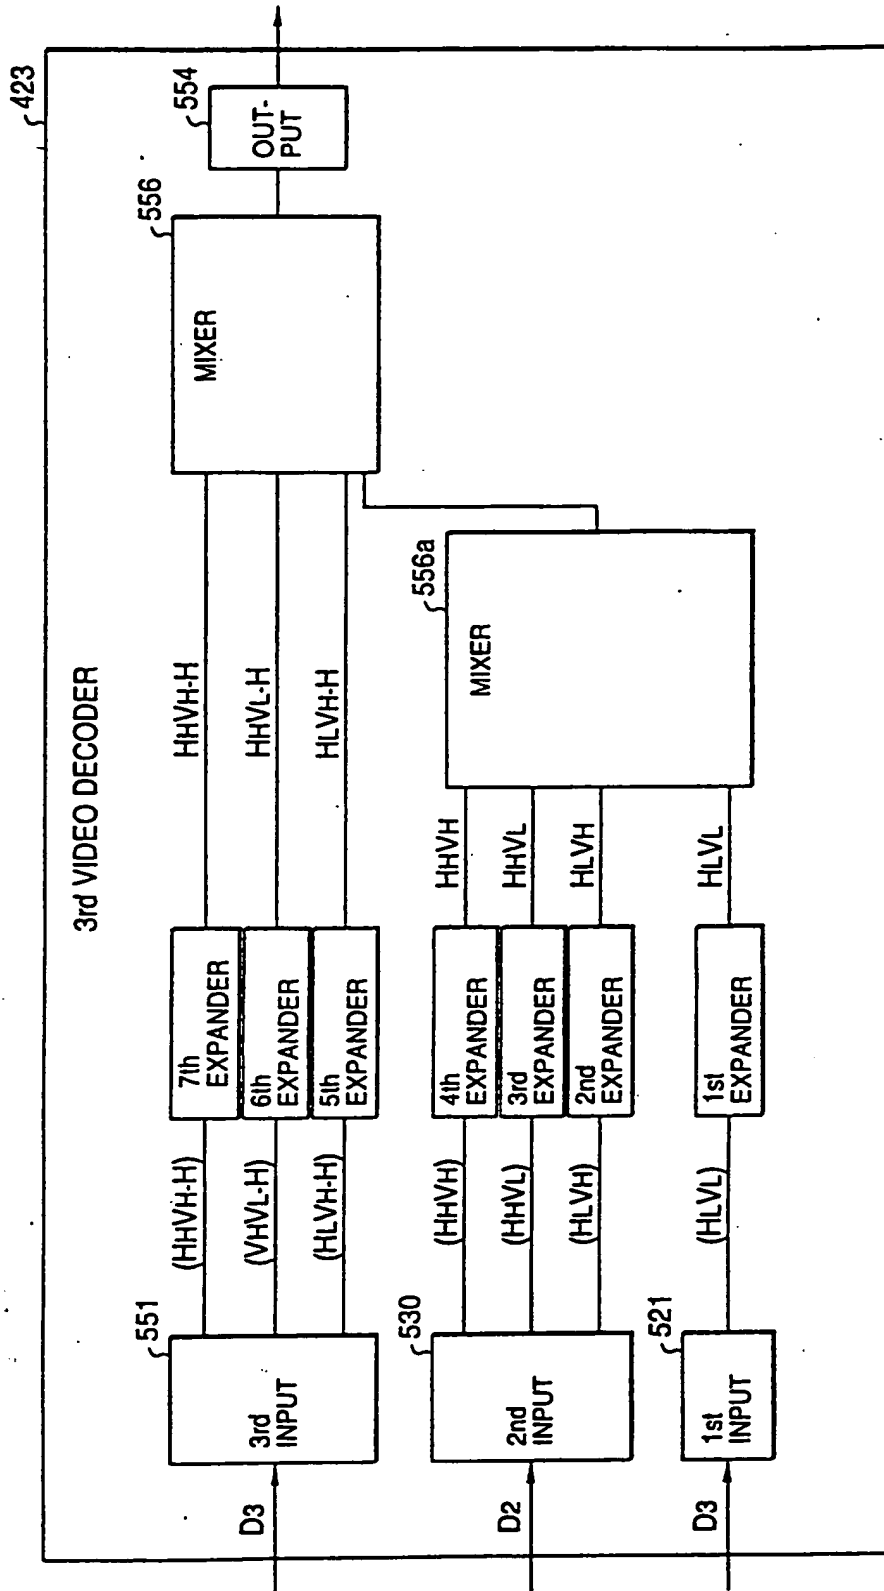 423
3rd VIDEO DECODER
D3
3rd
INPUT
551
(HHVH-H)
(VHVL-H)
(HLVH-H)
7th
EXPANDER
6th
EXPANDER
5th
EXPANDER
HHVH-H
HHVL-H
HLVH-H
MIXER
556
OUT-
PUT
554
D2
2nd
INPUT
530
(HHVH)
(HHVL)
(HLVH)
4th
EXPANDER
3rd
EXPANDER
2nd
EXPANDER
HHVH
HHVL
HLVH
MIXER
556a
D3
1st
INPUT
521
(HLVL)
1st
EXPANDER
HLVL